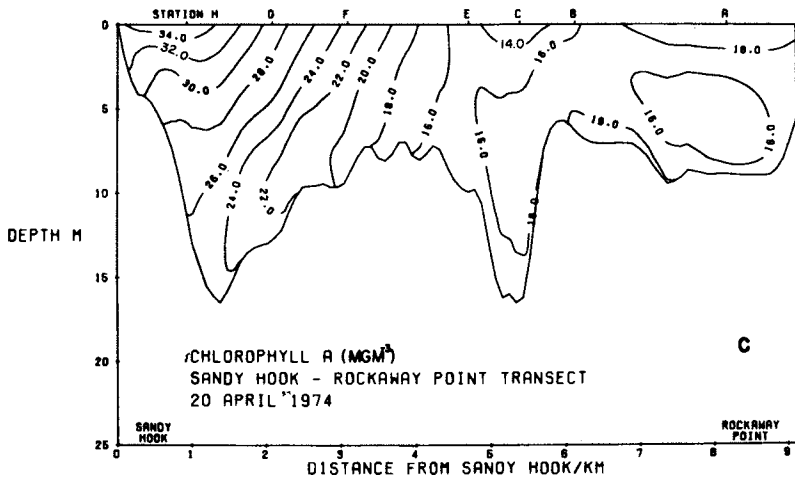 STATION H D F E C B A
0
34.0
32.0
30.0
28.0
24.0
22.0
20.0
18.0
16.0
14.0
16.0
18.0
5
26.0
24.0
22.0
16.0
18.0
18.0
16.0
16.0
10
DEPTH M
15
20
25
CHLOROPHYLL A (MGM-3)
C
SANDY HOOK - ROCKAWAY POINT TRANSECT
20 APRIL 1974
SANDY HOOK
ROCKAWAY POINT
0 1 2 3 4 5 6 7 8 9
DISTANCE FROM SANDY HOOK/KM